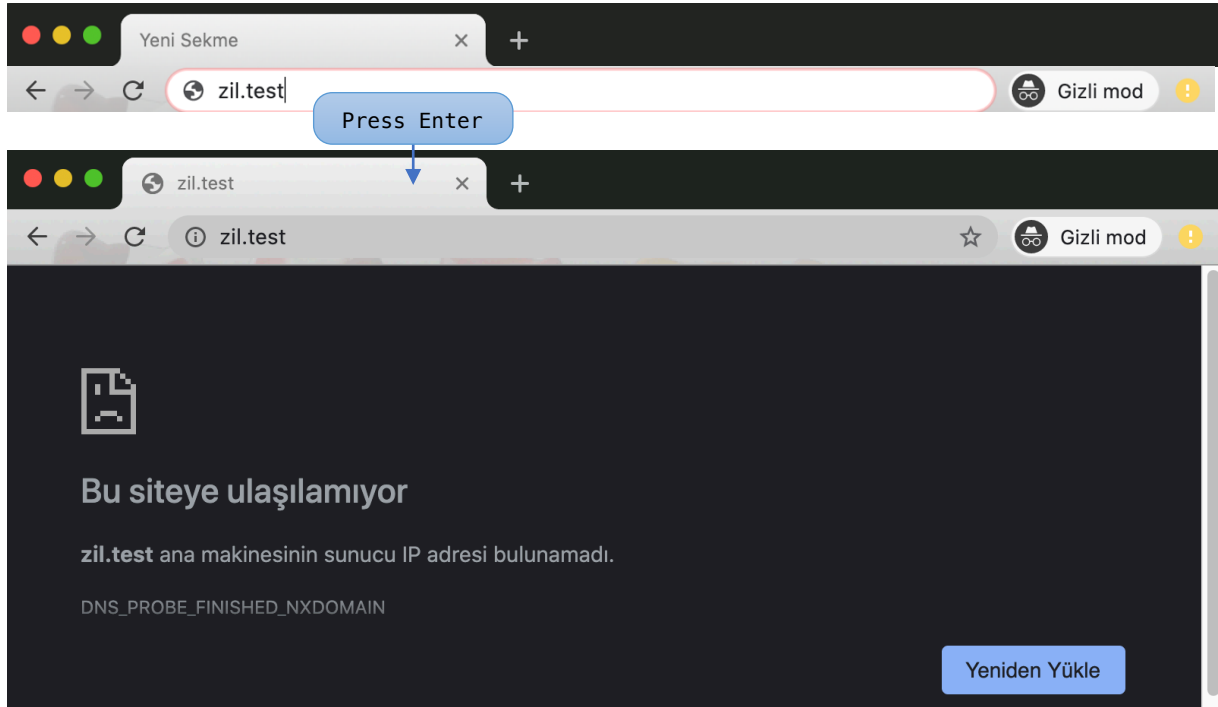 Yeni Sekme
zil.test
Gizli mod
Press Enter
zil.test
zil.test
Gizli mod
Bu siteye ulaşılamıyor
zil.test ana makinesinin sunucu IP adresi bulunamadı.
DNS_PROBE_FINISHED_NXDOMAIN
Yeniden Yükle